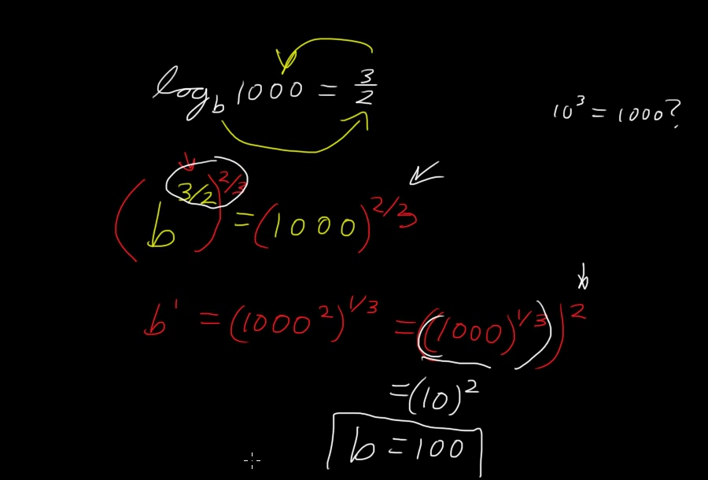 log_b 1000 = 3/2
10^3 = 1000?
(b^3/2)^2/3 = (1000)^2/3
b^1 = (1000^2)^1/3 = ((1000)^1/3)^2
= (10)^2
b = 100